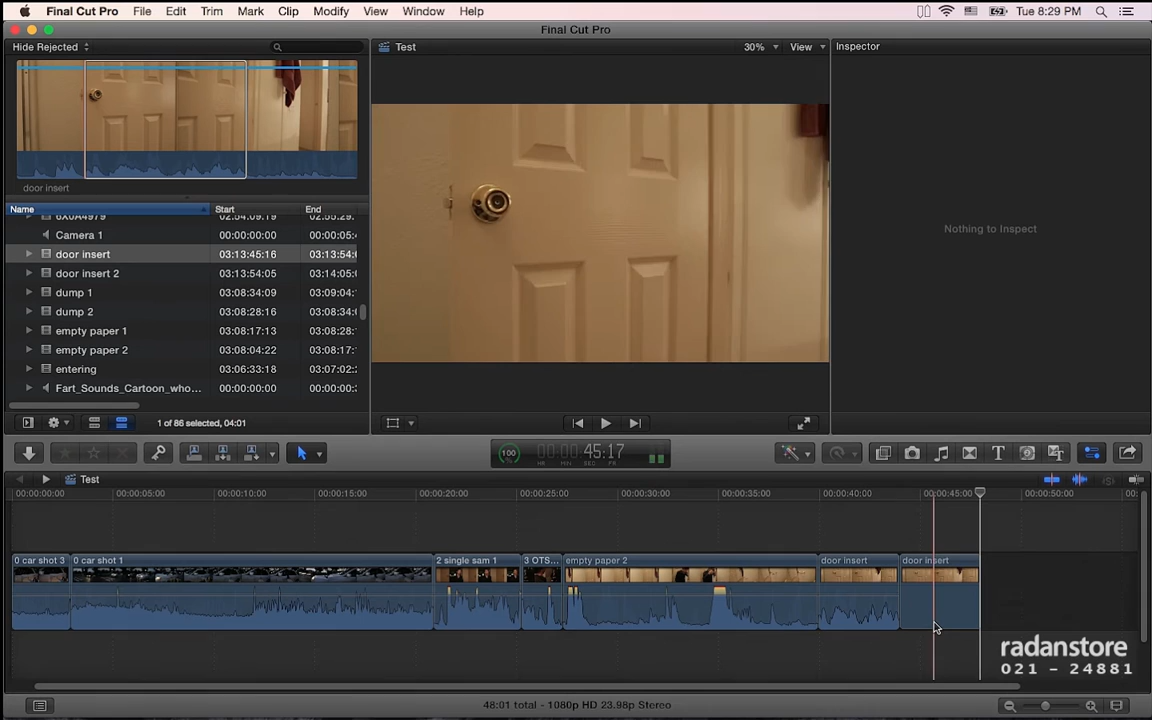 Final Cut Pro File Edit Trim Mark Clip Modify View Window Help Tue 8:29 PM
Final Cut Pro
Hide Rejected Test 30% View Inspector
door insert
Name Start End
6X0A4979 02:54:09:19 02:55:29:
Camera 1 00:00:00:00 00:00:05:
door insert 03:13:45:16 03:13:54:
door insert 2 03:13:54:05 03:14:05:
dump 1 03:08:34:09 03:09:04:
dump 2 03:08:28:16 03:08:34:
empty paper 1 03:08:17:13 03:08:28:
empty paper 2 03:08:04:22 03:08:17:
entering 03:06:33:18 03:07:02:
Fart_Sounds_Cartoon_who... 00:00:00:00 00:00:00:
Nothing to Inspect
1 of 86 selected, 04:01
100 00:00:45:17
HR MIN SEC FR
Test
00:00:00:00 00:00:05:00 00:00:10:00 00:00:15:00 00:00:20:00 00:00:25:00 00:00:30:00 00:00:35:00 00:00:40:00 00:00:45:00 00:00:50:00 00:
0 car shot 3 0 car shot 1 2 single sam 1 3 OTS... empty paper 2 door insert door insert
radanstore
021 - 24881
48:01 total - 1080p HD 23.98p Stereo